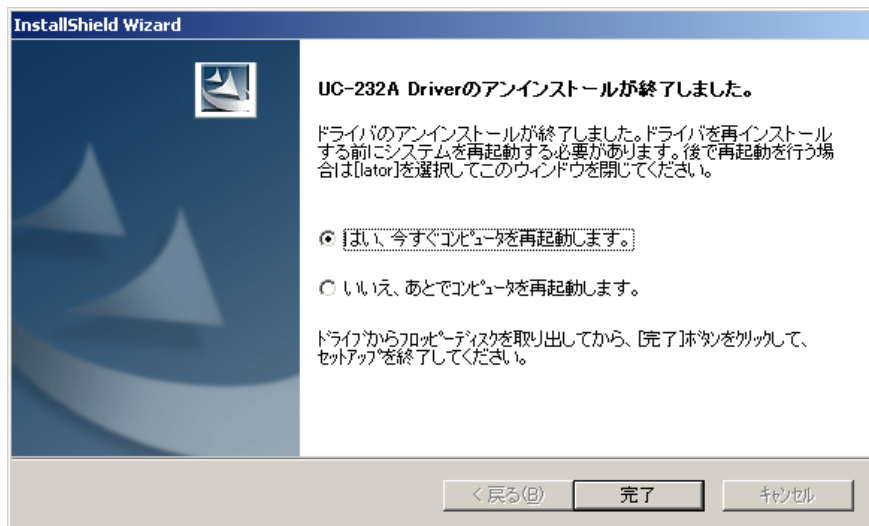 InstallShield Wizard
UC-232A Driverのアンインストールが終了しました。
ドライバのアンインストールが終了しました。ドライバを再インストール
する前にシステムを再起動する必要があります。後で再起動を行う場
合は[lator]を選択してこのウィンドウを閉じてください。
はい、今すぐｺﾝﾋﾟｭｰﾀを再起動します。
いいえ、あとでｺﾝﾋﾟｭｰﾀを再起動します。
ﾄﾞﾗｲﾌﾞからﾌﾛｯﾋﾟｰﾃﾞｨｽｸを取り出してから、[完了]ﾎﾞﾀﾝをｸﾘｯｸして、
ｾｯﾄｱｯﾌﾟを終了してください。
< 戻る(B)
完了
ｷｬﾝｾﾙ